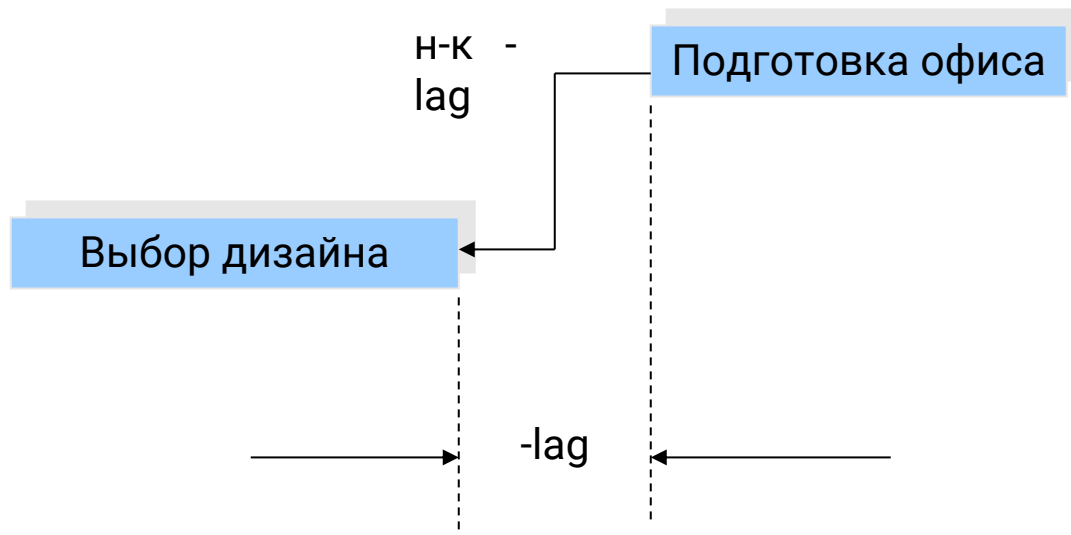 н-к -
lag
Подготовка офиса
Выбор дизайна
-lag